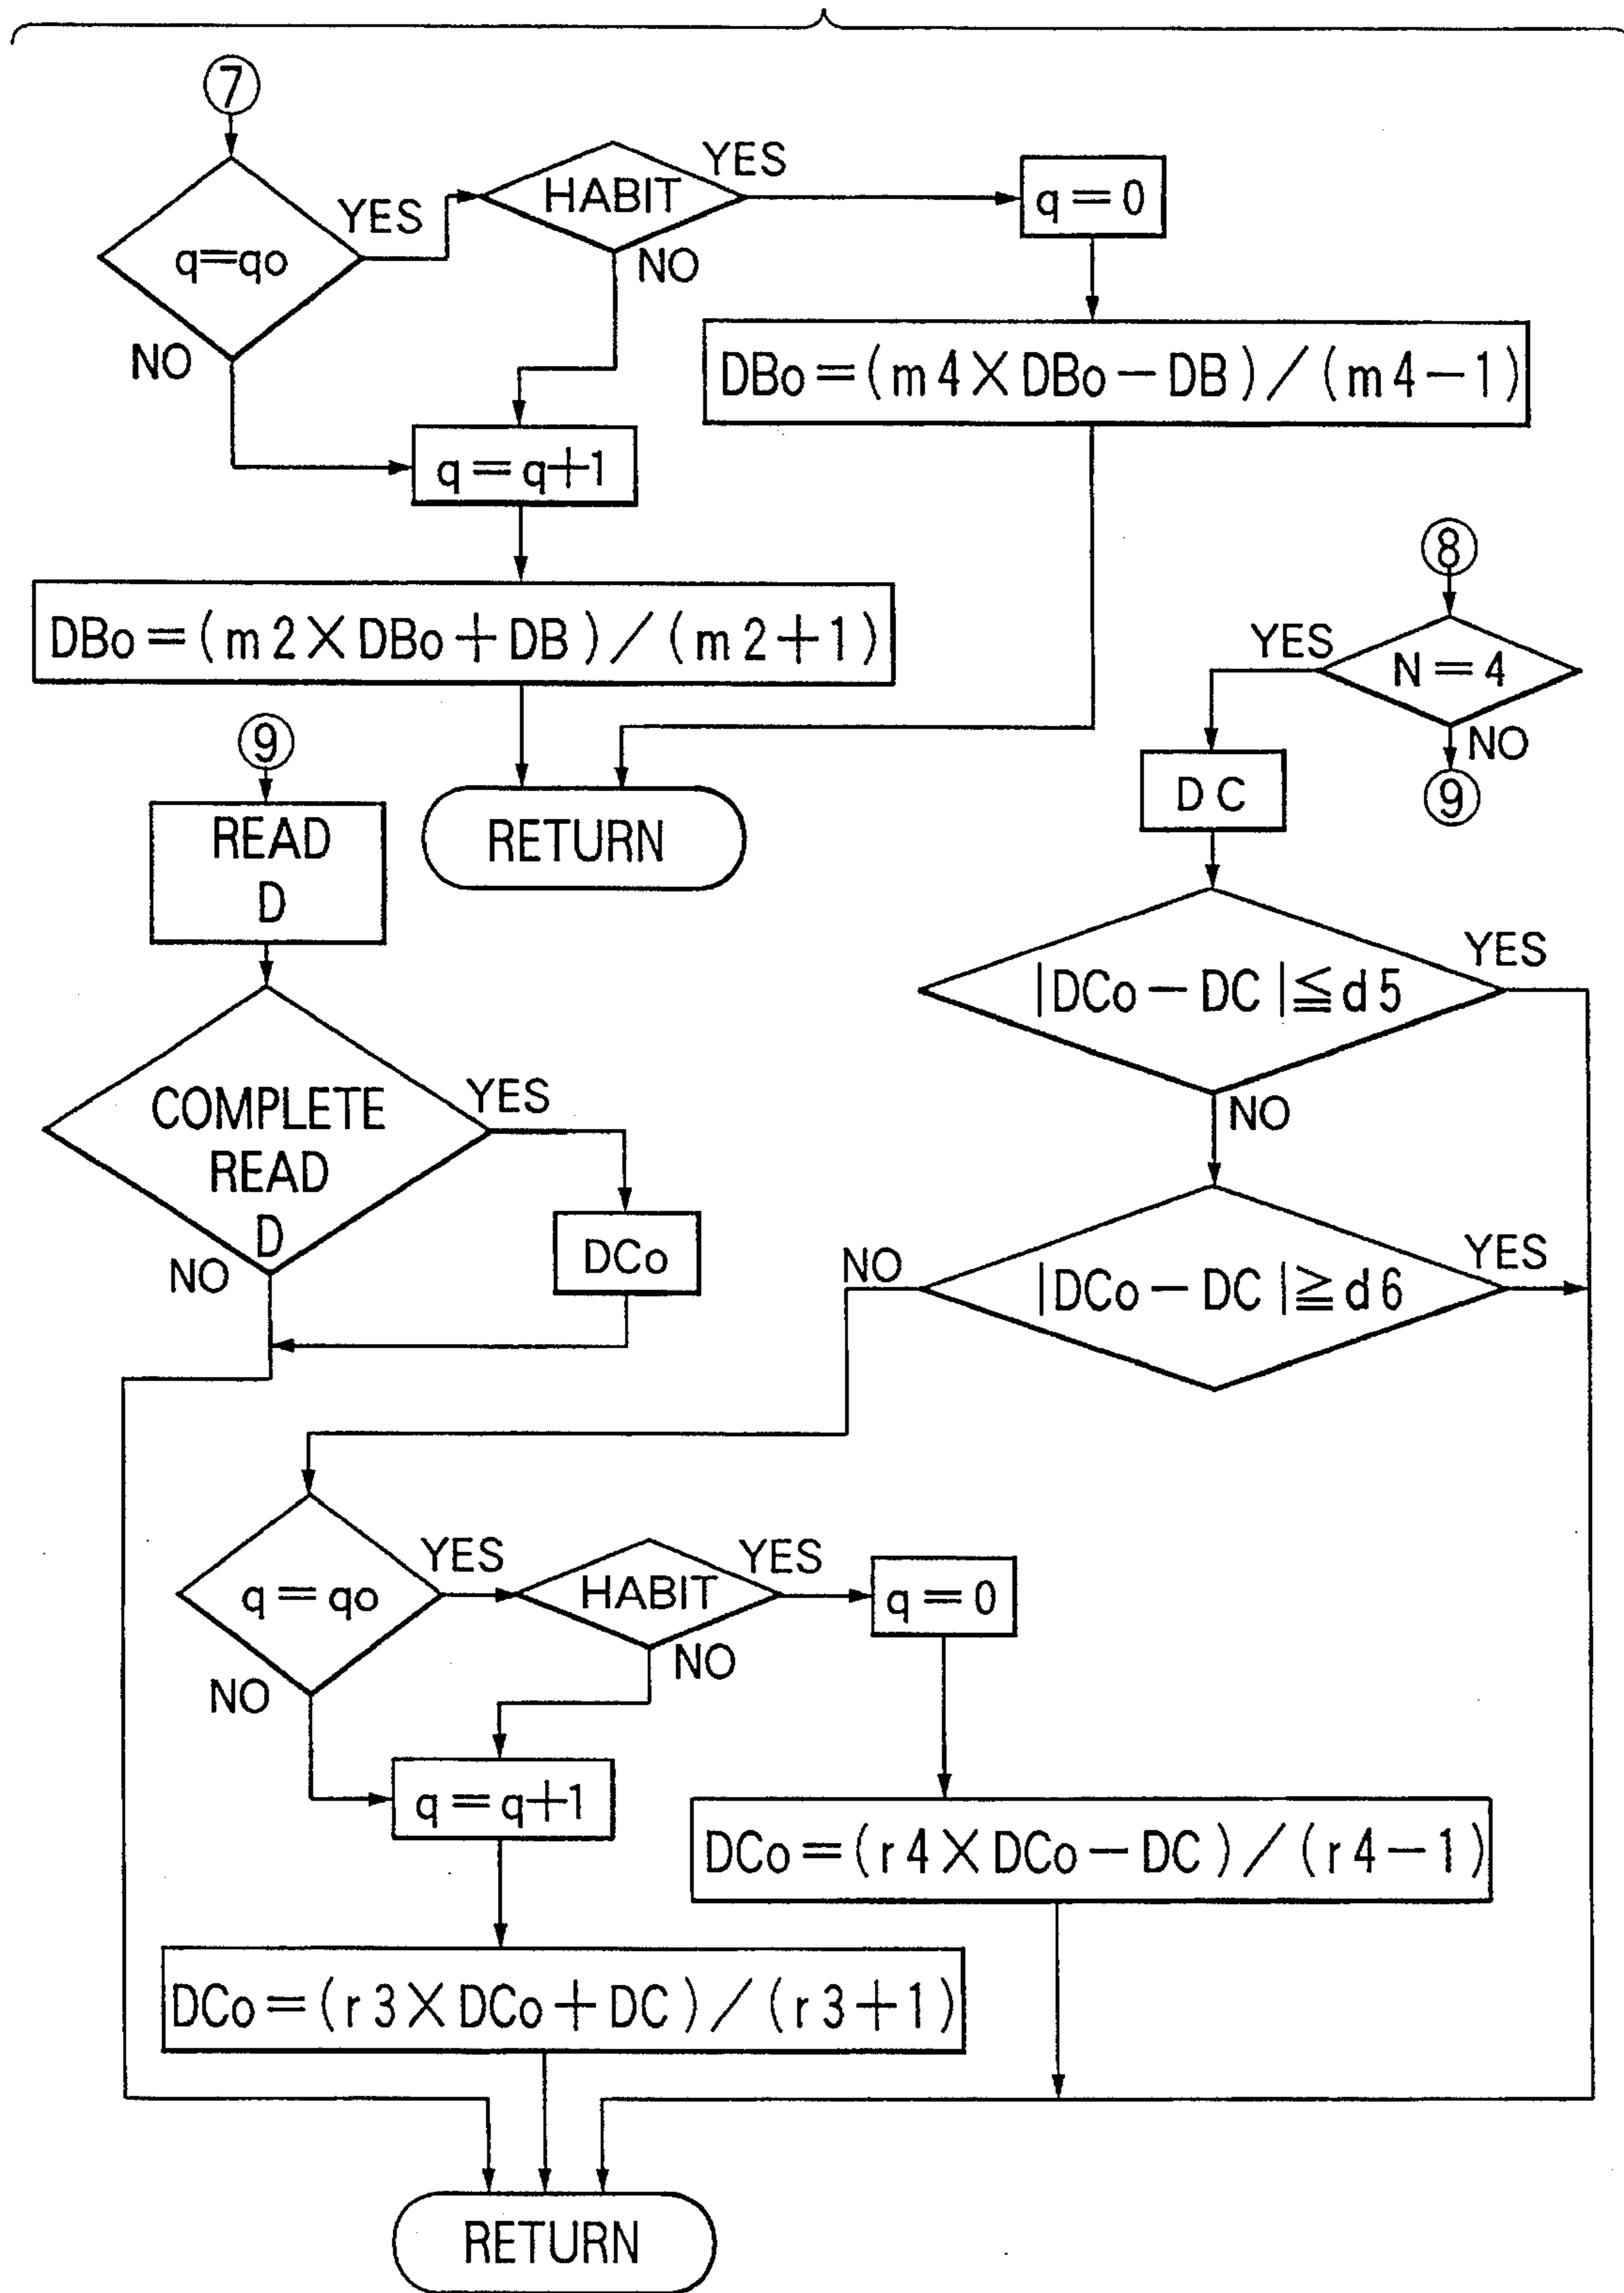 ⑦
q=qo
YES
NO
HABIT
YES
NO
q=0
DBo=(m4×DBo-DB)/(m4-1)
q=q+1
DBo=(m2×DBo+DB)/(m2+1)
RETURN
⑧
N=4
YES
NO
⑨
DC
|DCo-DC|≦d5
YES
NO
|DCo-DC|≧d6
YES
NO
⑨
READ
D
COMPLETE
READ
D
YES
NO
DCo
q=qo
YES
NO
HABIT
YES
NO
q=0
q=q+1
DCo=(r4×DCo-DC)/(r4-1)
DCo=(r3×DCo+DC)/(r3+1)
RETURN